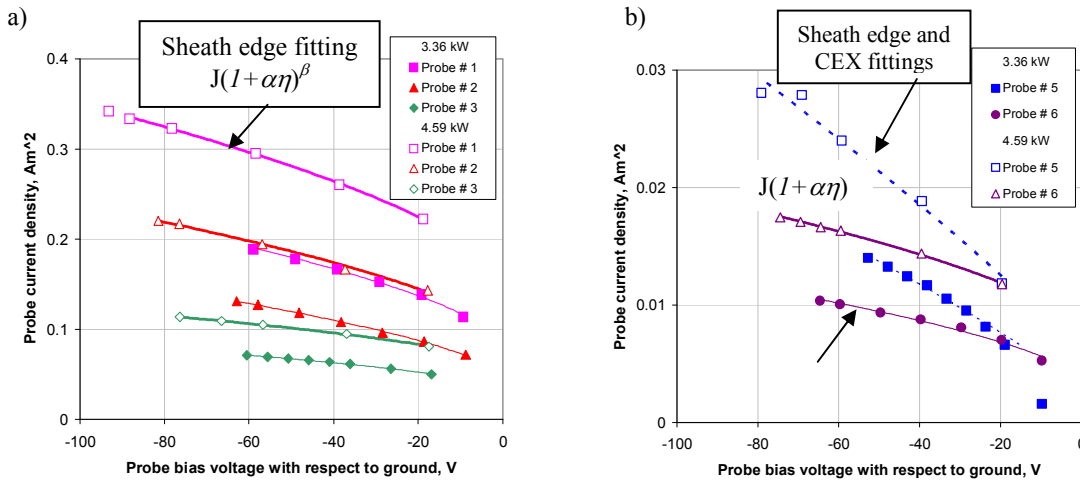 a)
Sheath edge fitting
J(1+αη)^β
0.4
0.3
0.2
0.1
0
-100 -80 -60 -40 -20 0
Probe current density, Am^2
Probe bias voltage with respect to ground, V
3.36 kW
Probe # 1
Probe # 2
Probe # 3
4.59 kW
Probe # 1
Probe # 2
Probe # 3
b)
Sheath edge and
CEX fittings
J(1+αη)
0.03
0.02
0.01
0
-100 -80 -60 -40 -20 0
Probe current density, Am^2
Probe bias voltage with respect to ground, V
3.36 kW
Probe # 5
Probe # 6
4.59 kW
Probe # 5
Probe # 6